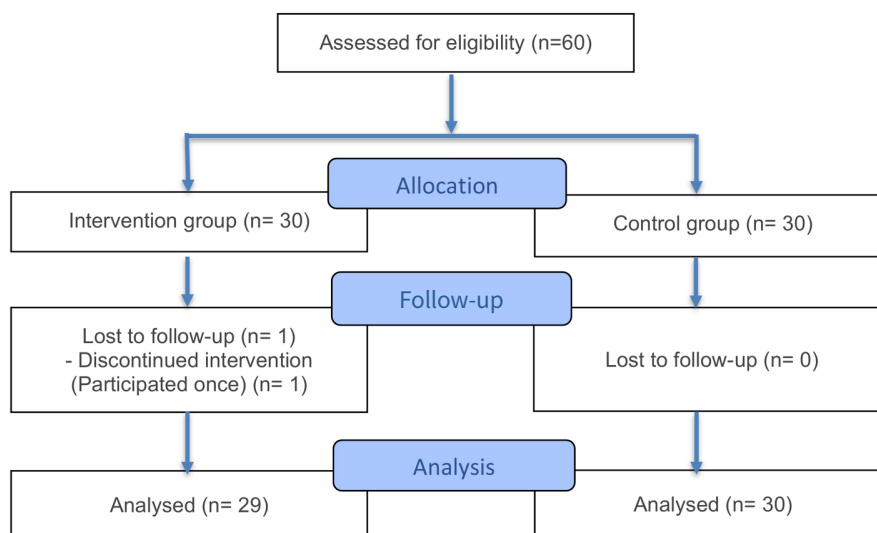 Assessed for eligibility (n=60)
Allocation
Intervention group (n= 30)
Control group (n= 30)
Follow-up
Lost to follow-up (n= 1)
- Discontinued intervention
(Participated once) (n= 1)
Lost to follow-up (n= 0)
Analysis
Analysed (n= 29)
Analysed (n= 30)